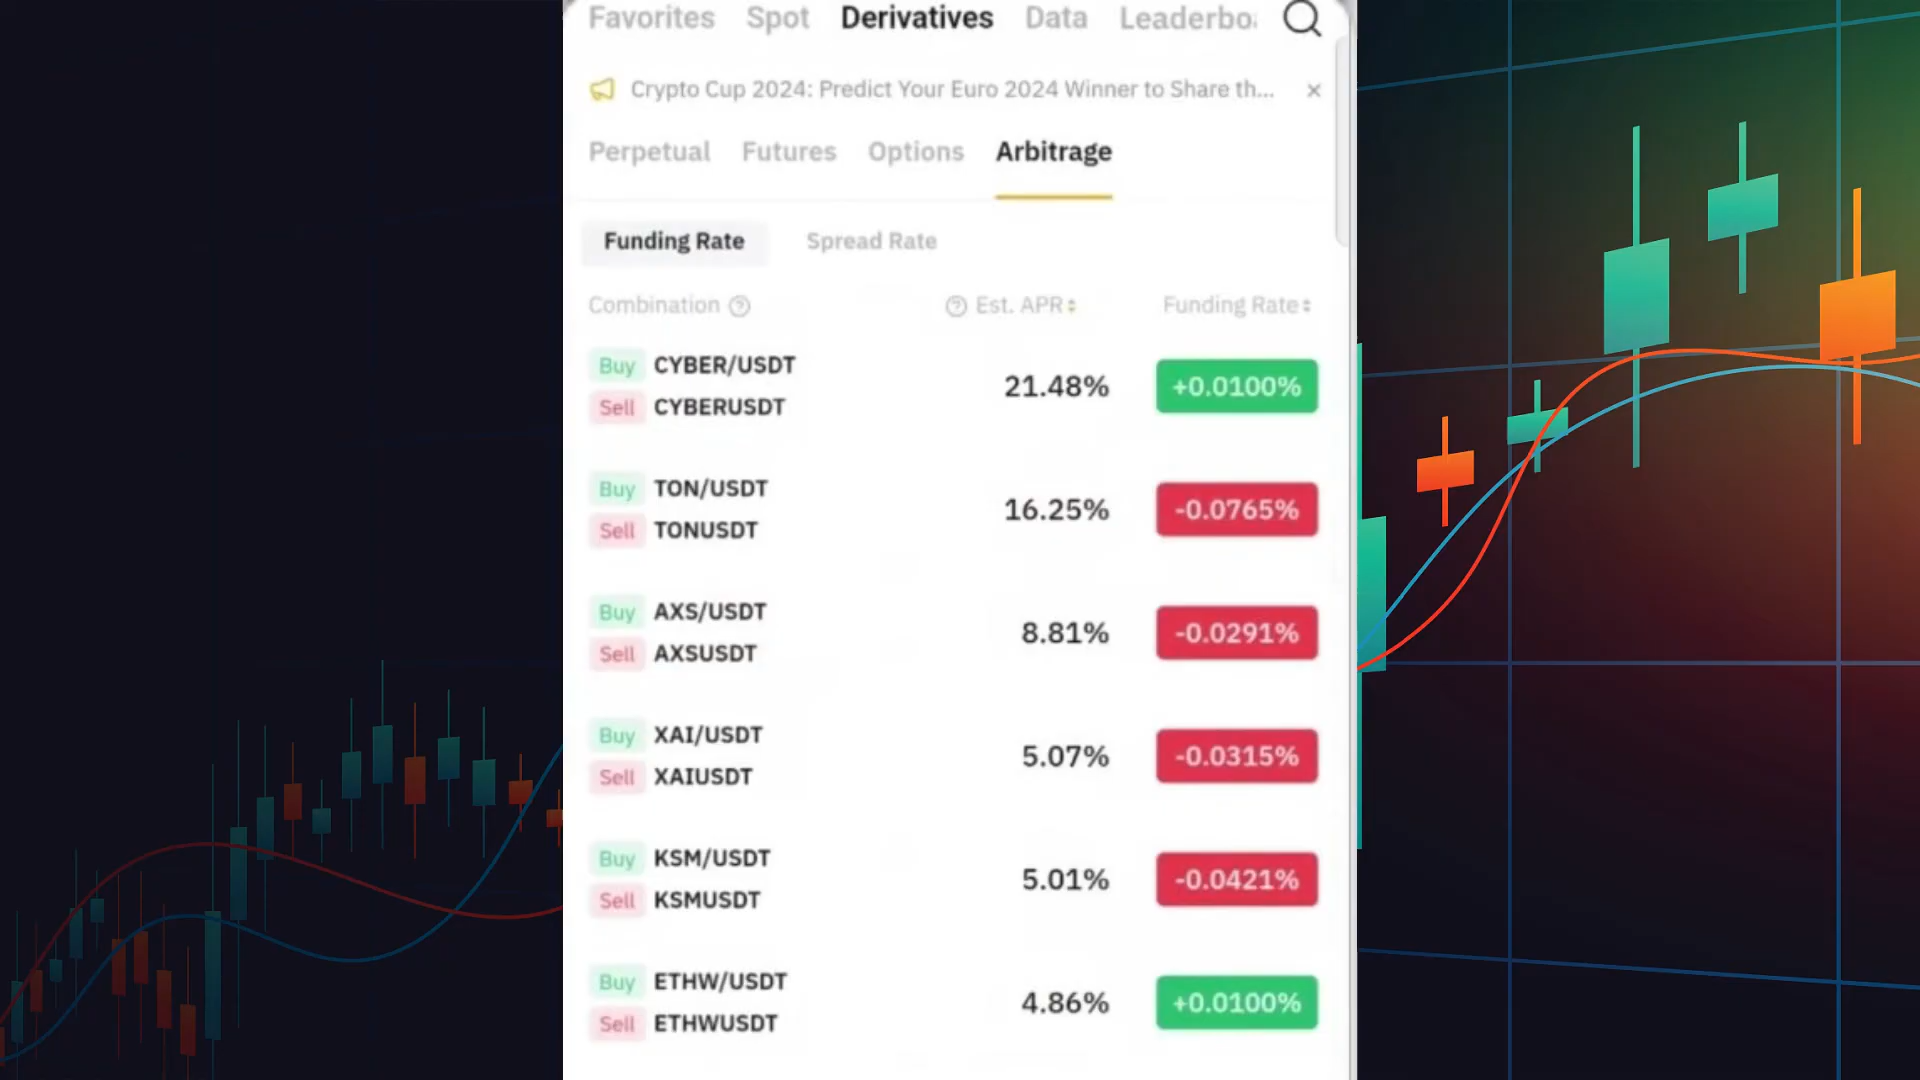 Favorites Spot Derivatives Data Leaderbo
Crypto Cup 2024: Predict Your Euro 2024 Winner to Share th...
Perpetual Futures Options Arbitrage
Funding Rate Spread Rate
Combination Est. APR Funding Rate
Buy CYBER/USDT
Sell CYBERUSDT
21.48% +0.0100%
Buy TON/USDT
Sell TONUSDT
16.25% -0.0765%
Buy AXS/USDT
Sell AXSUSDT
8.81% -0.0291%
Buy XAI/USDT
Sell XAIUSDT
5.07% -0.0315%
Buy KSM/USDT
Sell KSMUSDT
5.01% -0.0421%
Buy ETHW/USDT
Sell ETHWUSDT
4.86% +0.0100%